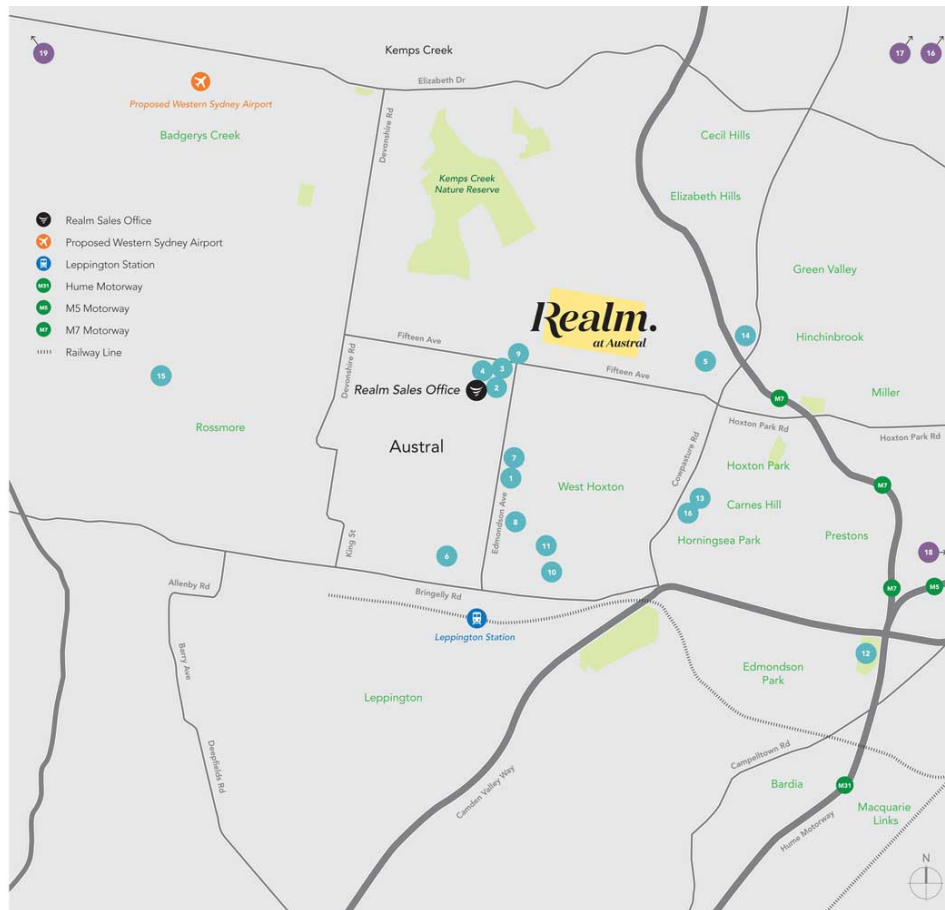 19
Kemps Creek
17
16
Elizabeth Dr
Proposed Western Sydney Airport
Badgerys Creek
Devonshire Rd
Cecil Hills
Kemps Creek
Nature Reserve
Elizabeth Hills
Realm Sales Office
Proposed Western Sydney Airport
Leppington Station
M31
Hume Motorway
M5
M5 Motorway
M7
M7 Motorway
Railway Line
Green Valley
Realm.
at Austral
Fifteen Ave
14
Hinchinbrook
9
5
15
Devonshire Rd
4
3
Fifteen Ave
Realm Sales Office
2
M7
Miller
Rossmore
Austral
Hoxton Park Rd
Hoxton Park Rd
Cowpasture Rd
7
1
West Hoxton
Hoxton Park
M7
13
Carnes Hill
16
8
Edmondson Ave
King St
11
Horningsea Park
Prestons
6
10
18
Allenby Rd
Bringelly Rd
M7
M5
Leppington Station
Barry Ave
12
Edmondson
Park
Leppington
Deepfields Rd
Camden Valley Way
Campelltown Rd
Bardia
M31
Macquarie
Links
Hume Motorway
N